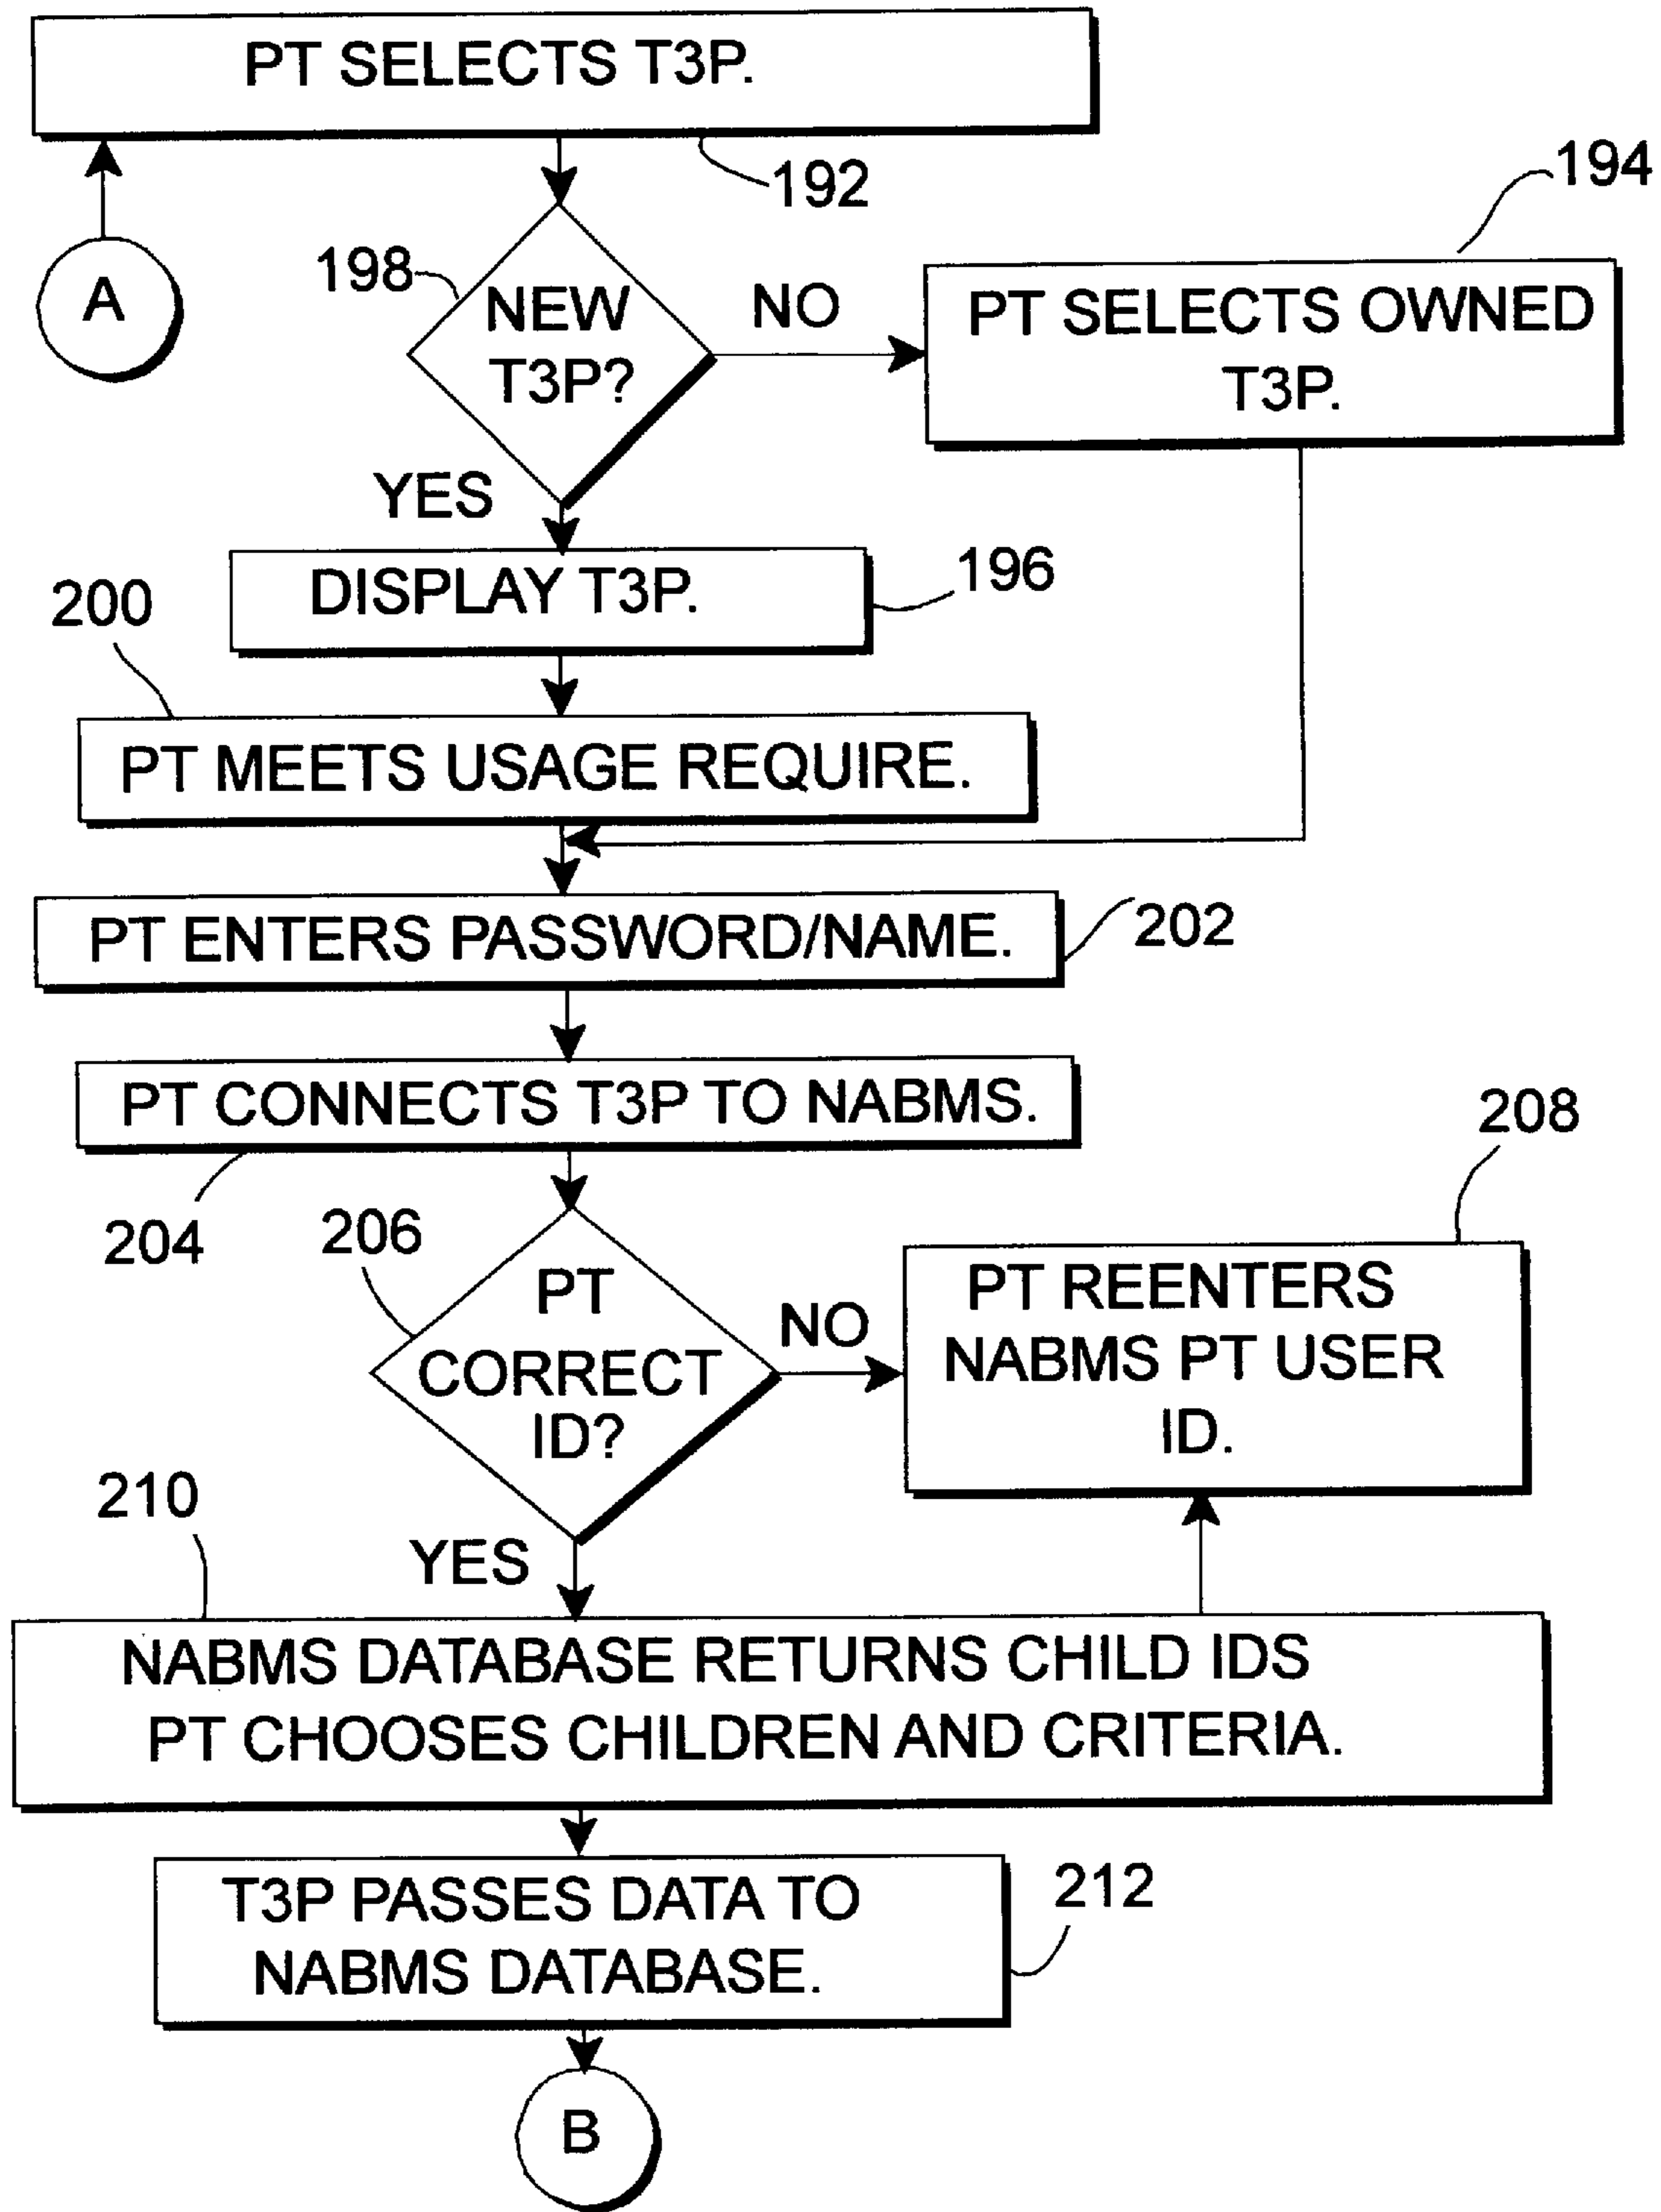 PT SELECTS T3P.
192
194
A
198
NEW
T3P?
NO
PT SELECTS OWNED
T3P.
YES
DISPLAY T3P.
196
200
PT MEETS USAGE REQUIRE.
PT ENTERS PASSWORD/NAME.
202
PT CONNECTS T3P TO NABMS.
204
206
PT
CORRECT
ID?
NO
208
PT REENTERS
NABMS PT USER
ID.
YES
210
NABMS DATABASE RETURNS CHILD IDS
PT CHOOSES CHILDREN AND CRITERIA.
T3P PASSES DATA TO
NABMS DATABASE.
212
B